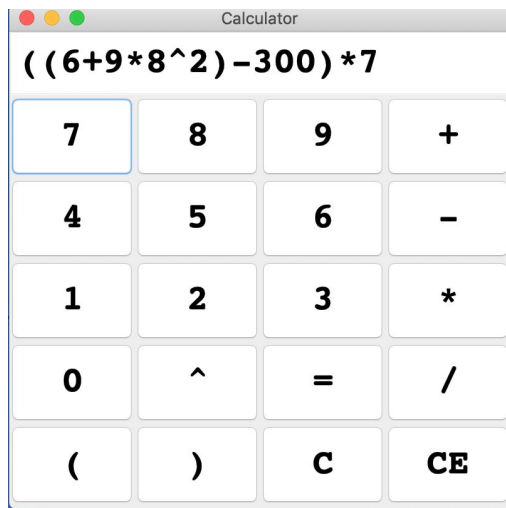 Calculator
((6+9*8^2)-300)*7
7 8 9 +
4 5 6 -
1 2 3 *
0 ^ = /
( ) C CE